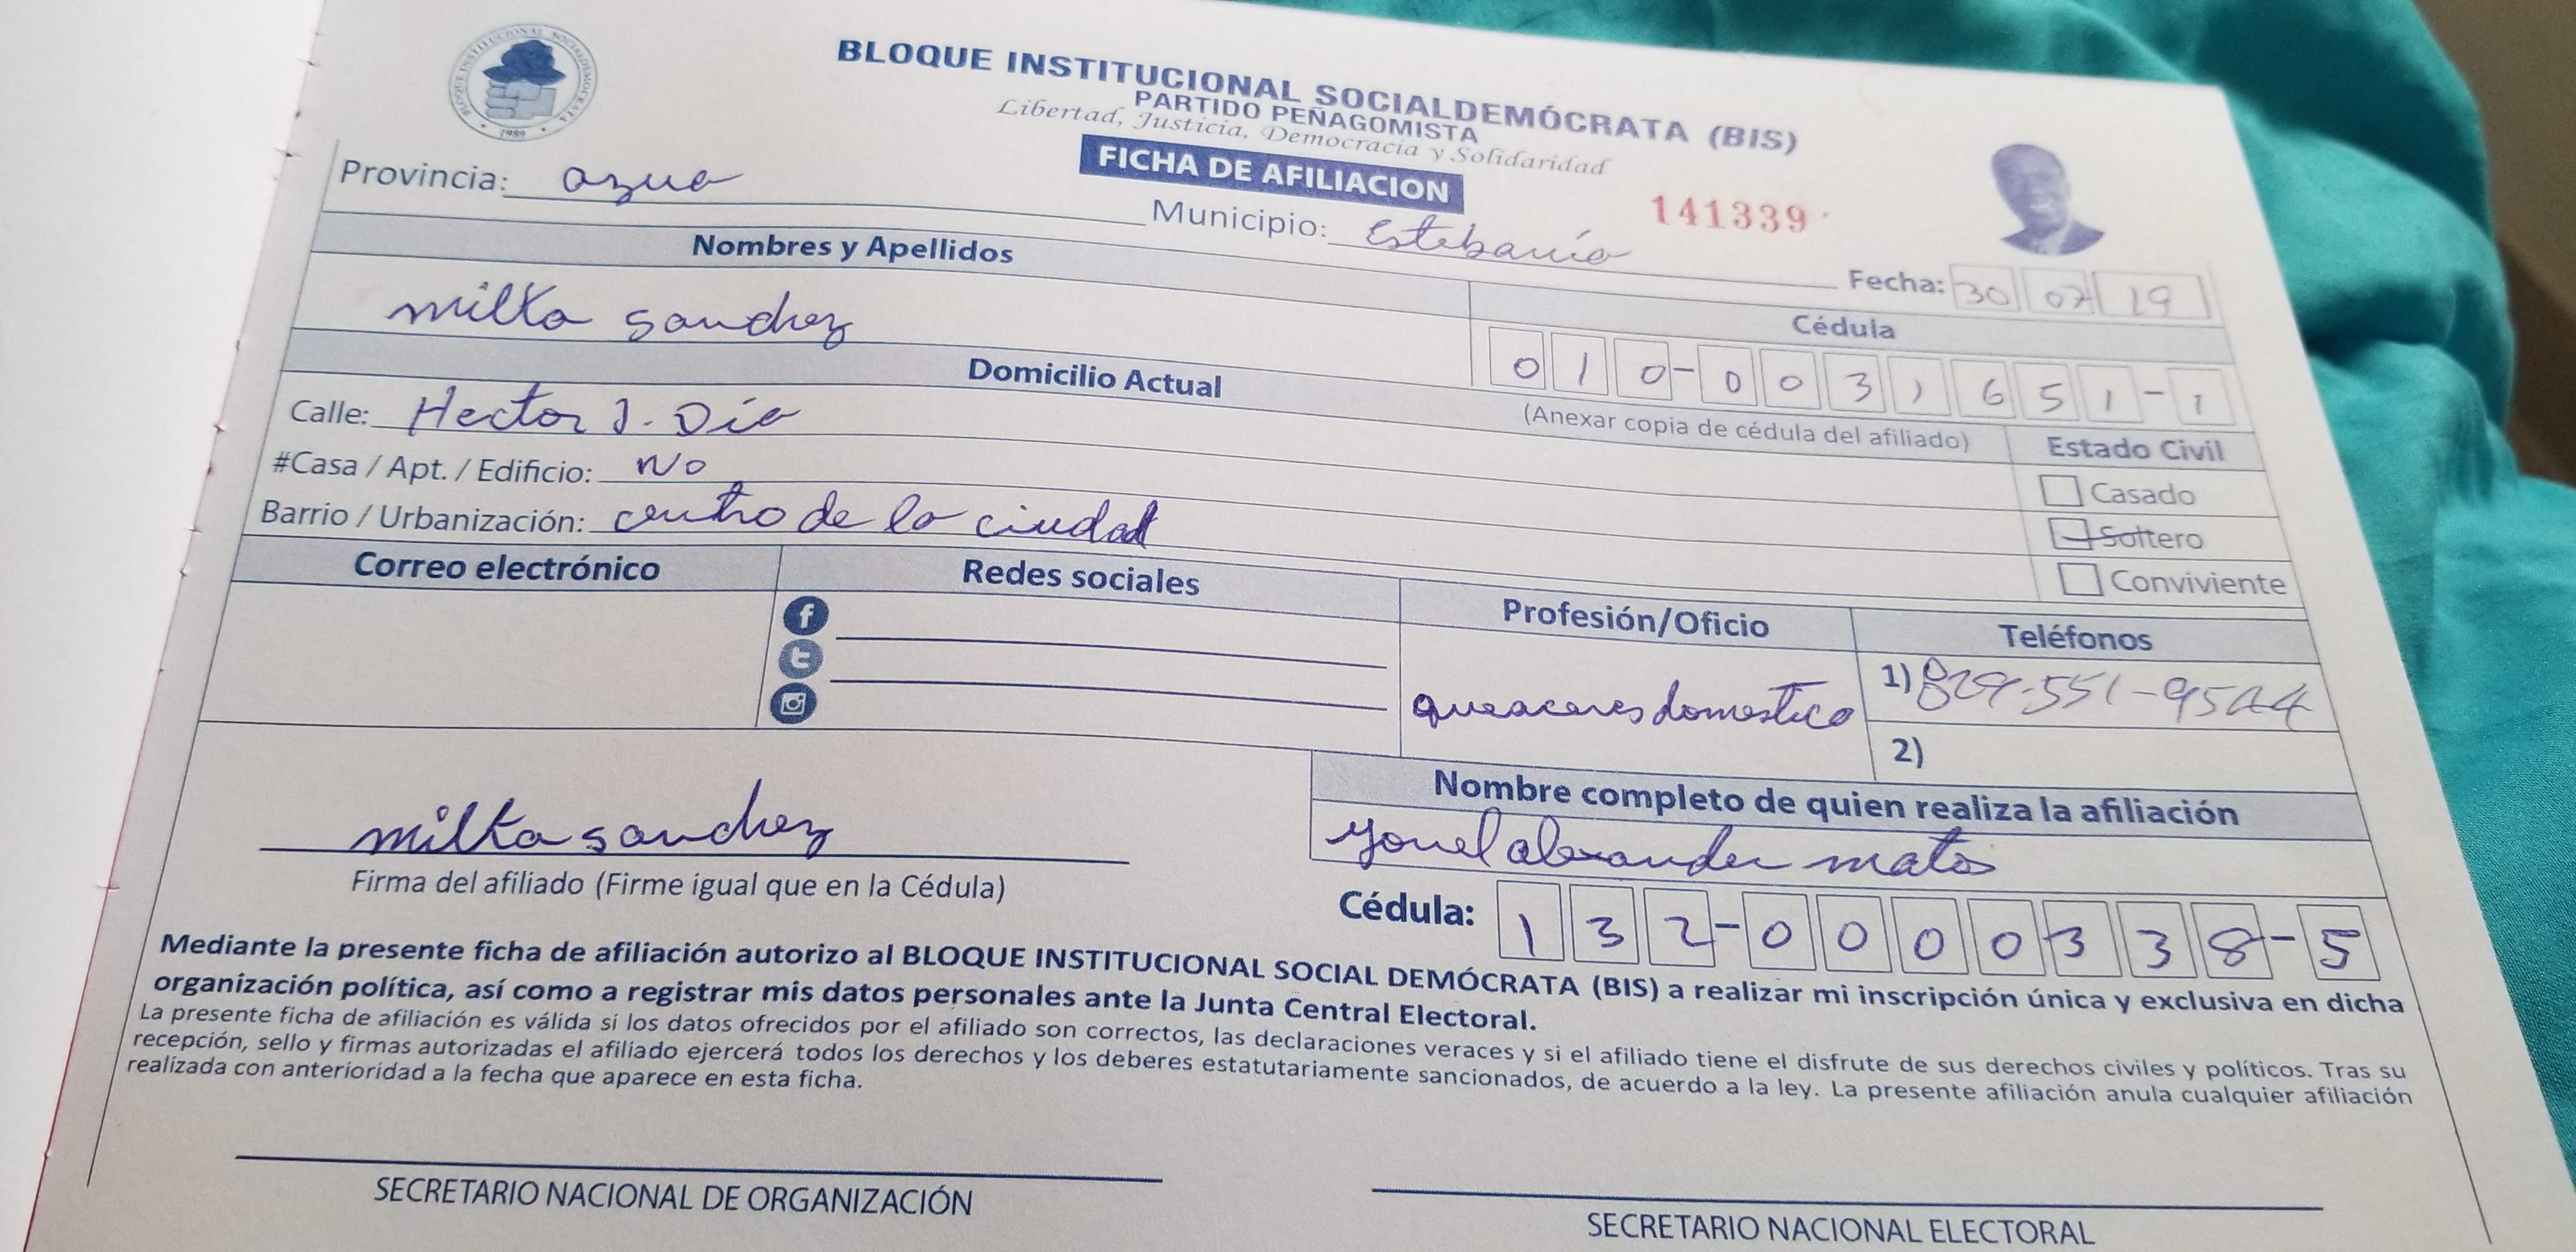 BLOQUE INSTITUCIONAL SOCIALDEMOCRATA
1989
BLOQUE INSTITUCIONAL SOCIALDEMÓCRATA (BIS)
PARTIDO PEÑAGOMISTA
Libertad, Justicia, Democracia y Solidaridad
FICHA DE AFILIACION
141339
Provincia: azua
Municipio: Estebanía
Fecha: 30 07 19
Nombres y Apellidos
Cédula
milka sanchez
010-0031651-1
(Anexar copia de cédula del afiliado)
Domicilio Actual
Estado Civil
Calle: Hector J. Día
Casado
#Casa / Apt. / Edificio: No
Soltero
Barrio / Urbanización: centro de la ciudad
Conviviente
Correo electrónico
Redes sociales
Profesión/Oficio
Teléfonos
queaceres domestico
1) 829-551-9544
2)
Nombre completo de quien realiza la afiliación
milka sanchez
yonel alexander matos
Firma del afiliado (Firme igual que en la Cédula)
Cédula: 132-0000338-5
Mediante la presente ficha de afiliación autorizo al BLOQUE INSTITUCIONAL SOCIAL DEMÓCRATA (BIS) a realizar mi inscripción única y exclusiva en dicha
organización política, así como a registrar mis datos personales ante la Junta Central Electoral.
La presente ficha de afiliación es válida si los datos ofrecidos por el afiliado son correctos, las declaraciones veraces y si el afiliado tiene el disfrute de sus derechos civiles y políticos. Tras su
recepción, sello y firmas autorizadas el afiliado ejercerá todos los derechos y los deberes estatutariamente sancionados, de acuerdo a la ley. La presente afiliación anula cualquier afiliación
realizada con anterioridad a la fecha que aparece en esta ficha.
SECRETARIO NACIONAL DE ORGANIZACIÓN
SECRETARIO NACIONAL ELECTORAL